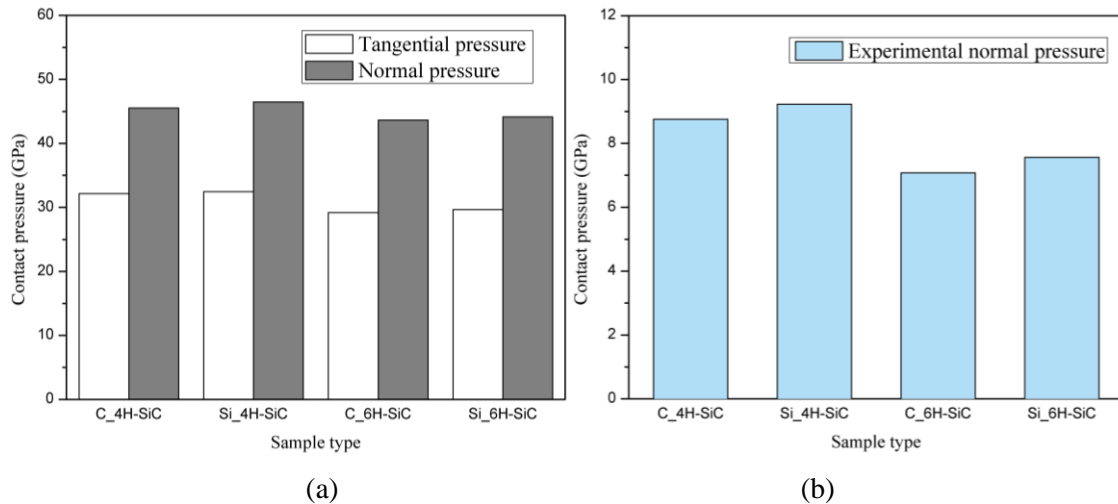 60
50
40
30
20
10
0
Contact pressure (GPa)
Tangential pressure
Normal pressure
C_4H-SiC
Si_4H-SiC
C_6H-SiC
Si_6H-SiC
Sample type
(a)
12
10
8
6
4
2
0
Contact pressure (GPa)
Experimental normal pressure
C_4H-SiC
Si_4H-SiC
C_6H-SiC
Si_6H-SiC
Sample type
(b)